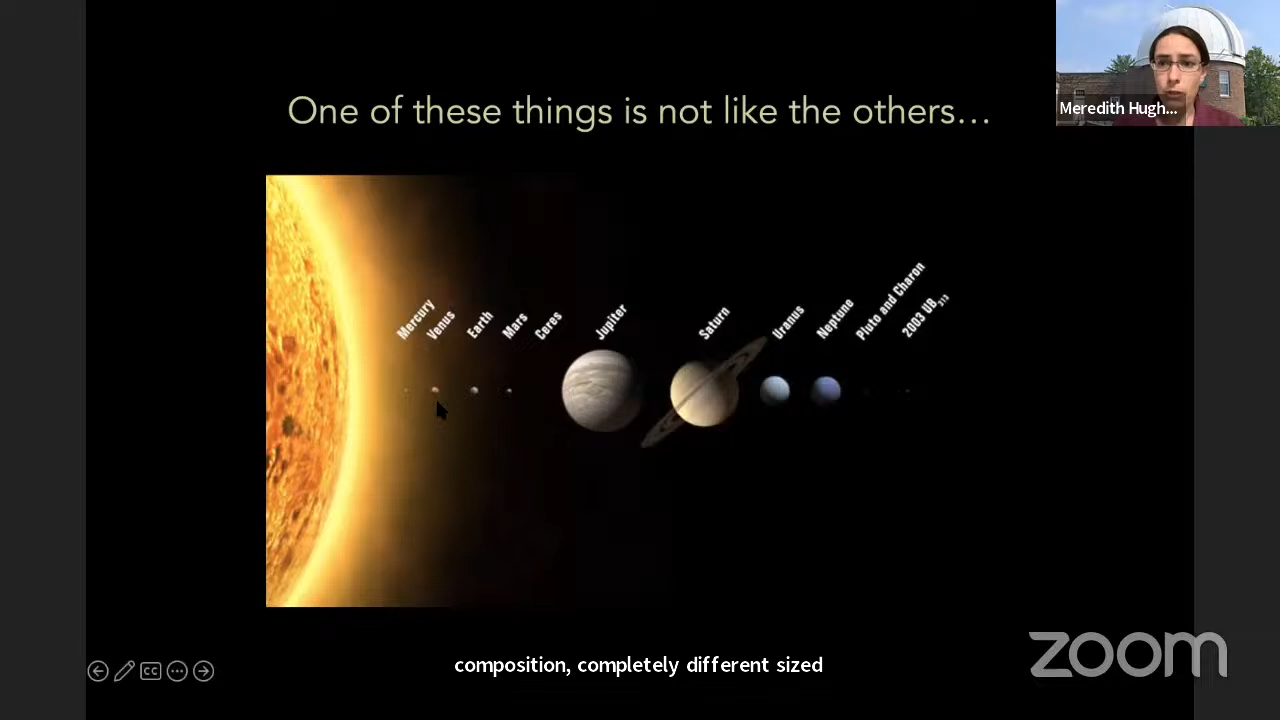 One of these things is not like the others...
Meredith Hugh...
Mercury
Venus
Earth
Mars
Ceres
Jupiter
Saturn
Uranus
Neptune
Pluto and Charon
2003 UB313
CC
composition, completely different sized
zoom